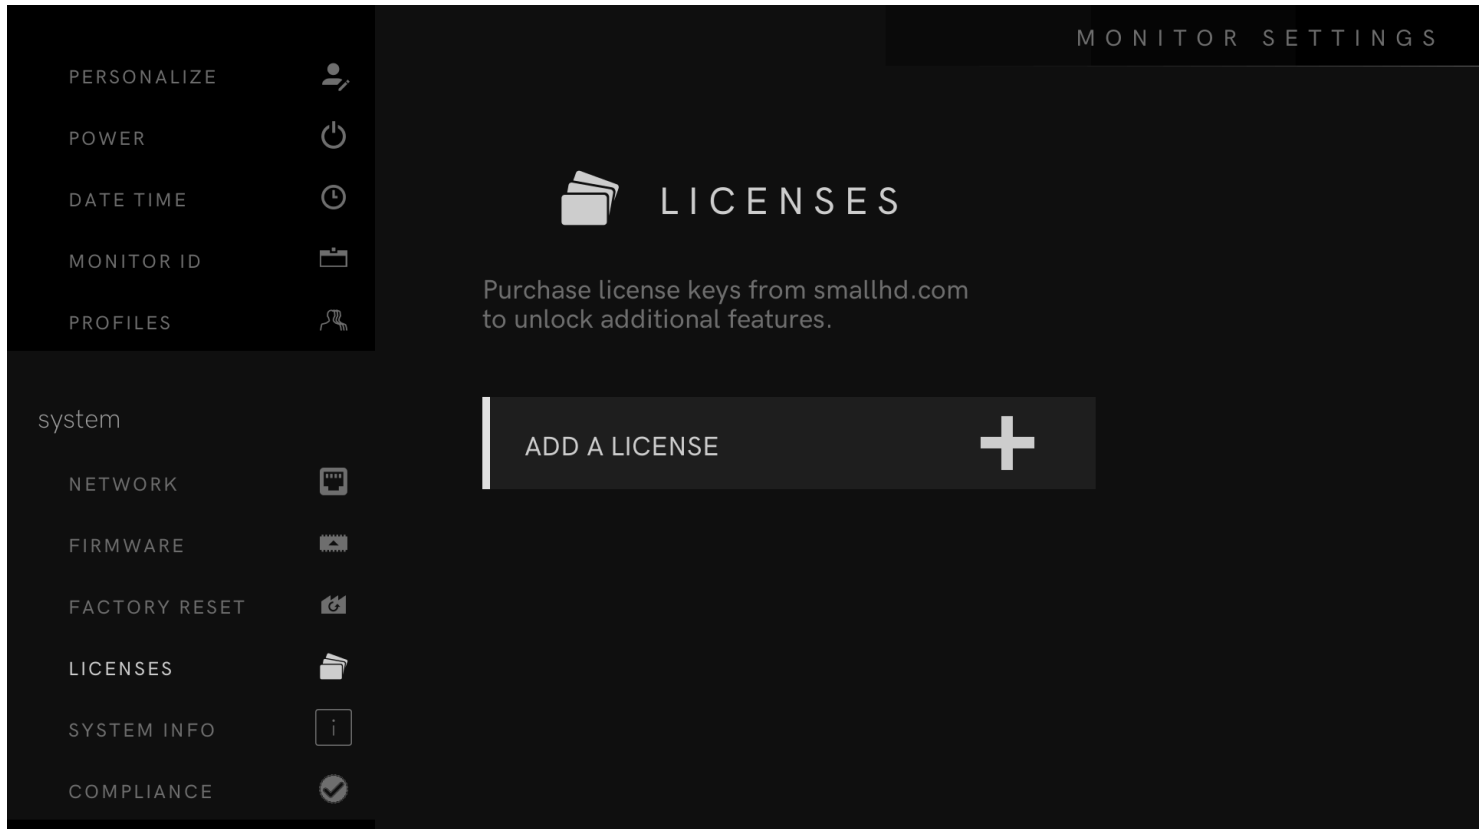 MONITOR SETTINGS
PERSONALIZE
POWER
DATE TIME
MONITOR ID
PROFILES
system
NETWORK
FIRMWARE
FACTORY RESET
LICENSES
SYSTEM INFO
i
COMPLIANCE
LICENSES
Purchase license keys from smallhd.com
to unlock additional features.
ADD A LICENSE